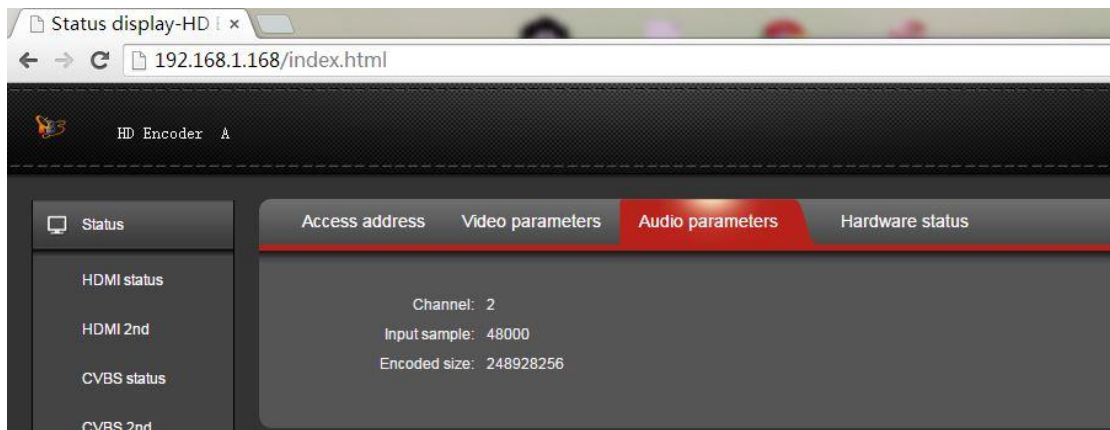 Status display-HD E
192.168.1.168/index.html
HD Encoder A
Status
HDMI status
HDMI 2nd
CVBS status
CVBS 2nd
Access address Video parameters Audio parameters Hardware status
Channel: 2
Input sample: 48000
Encoded size: 248928256